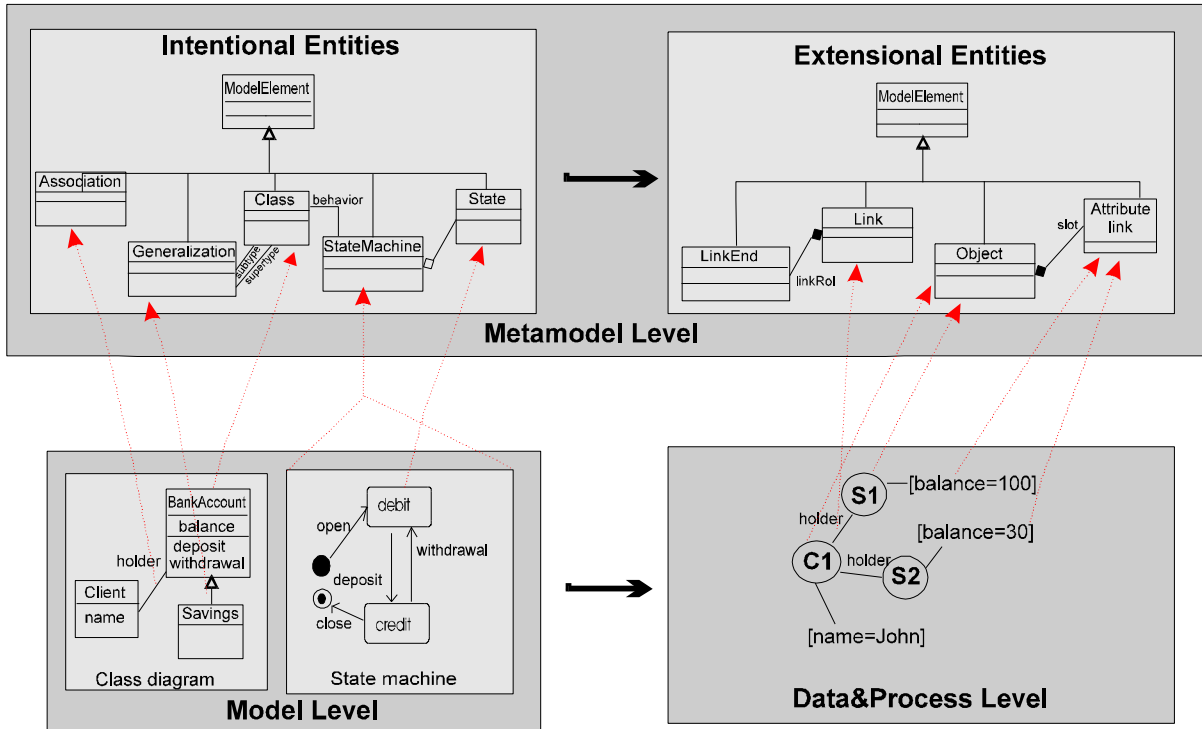 Intentional Entities
ModelElement
Association
Class
behavior
State
Generalization
subtype
supertype
StateMachine
Extensional Entities
ModelElement
Link
Attribute
link
slot
LinkEnd
linkRol
Object
Metamodel Level
BankAccount
balance
deposit
withdrawal
holder
Client
name
Savings
Class diagram
debit
open
withdrawal
deposit
close
credit
State machine
Model Level
S1
[balance=100]
holder
[balance=30]
C1
holder
S2
[name=John]
Data&Process Level